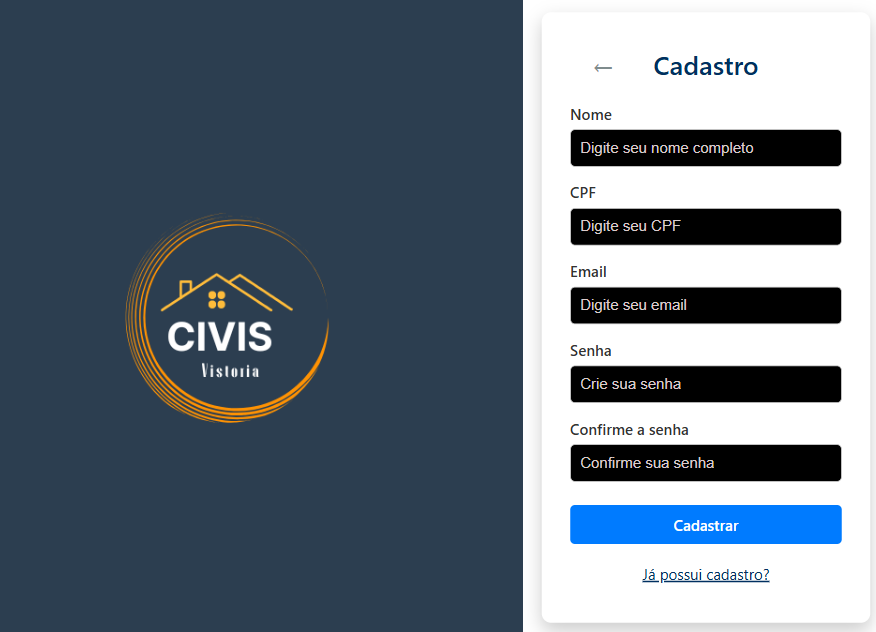 CIVIS
Vistoria
← Cadastro
Nome
Digite seu nome completo
CPF
Digite seu CPF
Email
Digite seu email
Senha
Crie sua senha
Confirme a senha
Confirme sua senha
Cadastrar
Já possui cadastro?